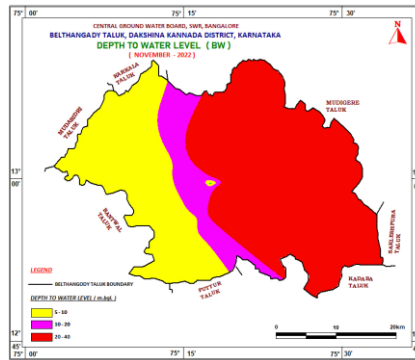 75° 00'
75° 15'
75° 30'
CENTRAL GROUND WATER BOARD, SWR, BANGALORE
BELTHANGADY TALUK, DAKSHINA KANNADA DISTRICT, KARNATAKA
DEPTH TO WATER LEVEL ( BW )
( NOVEMBER - 2022 )
N
KARKALA TALUK
MUDABIDRI TALUK
MUDIGERE TALUK
13° 00'
BANTWAL TALUK
SAKLESHPURA TALUK
KADABA TALUK
PUTTUR TALUK
LEGEND
BELTHANGODY TALUK BOUNDARY
DEPTH TO WATER LEVEL ( m.bgl. )
5 - 10
10 - 20
20 - 40
0 10 20km
12° 45'
75° 00'
75° 15'
75° 30'